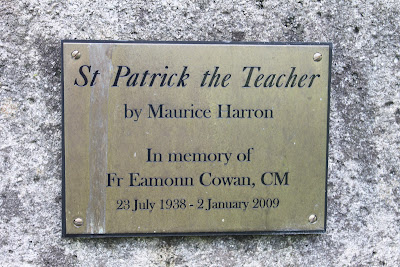 St Patrick the Teacher
by Maurice Harron
In memory of
Fr Eamonn Cowan, CM
23 July 1938 - 2 January 2009